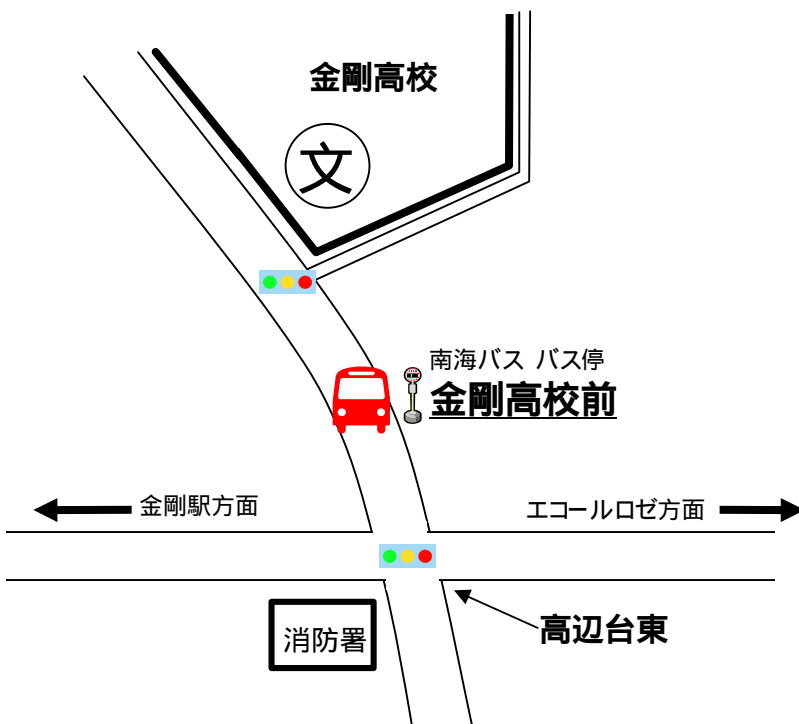 金剛高校
文
南海バス バス停
金剛高校前
金剛駅方面
エコールロゼ方面
消防署
高辺台東